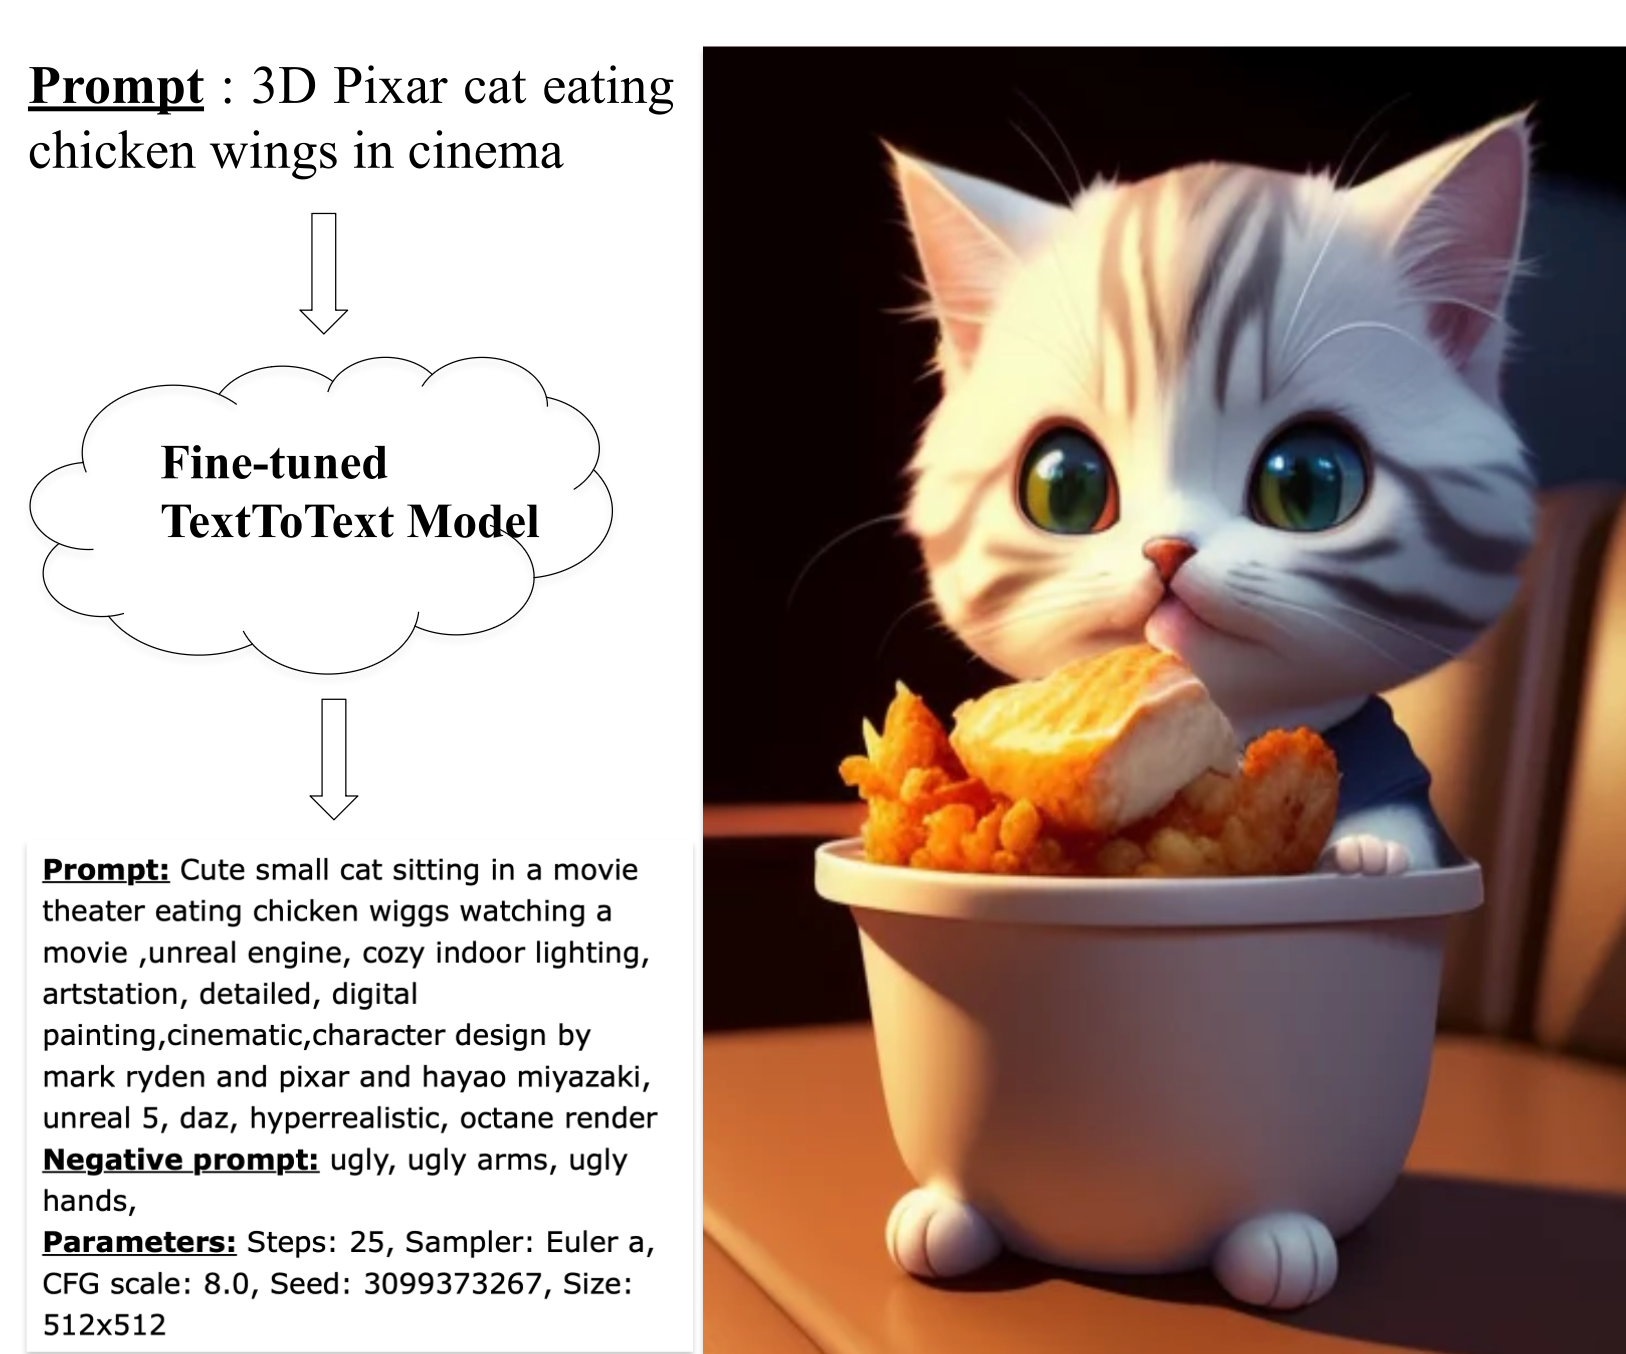 Prompt : 3D Pixar cat eating
chicken wings in cinema
Fine-tuned
TextToText Model
Prompt: Cute small cat sitting in a movie
theater eating chicken wiggs watching a
movie ,unreal engine, cozy indoor lighting,
artstation, detailed, digital
painting,cinematic,character design by
mark ryden and pixar and hayao miyazaki,
unreal 5, daz, hyperrealistic, octane render
Negative prompt: ugly, ugly arms, ugly
hands,
Parameters: Steps: 25, Sampler: Euler a,
CFG scale: 8.0, Seed: 3099373267, Size:
512x512